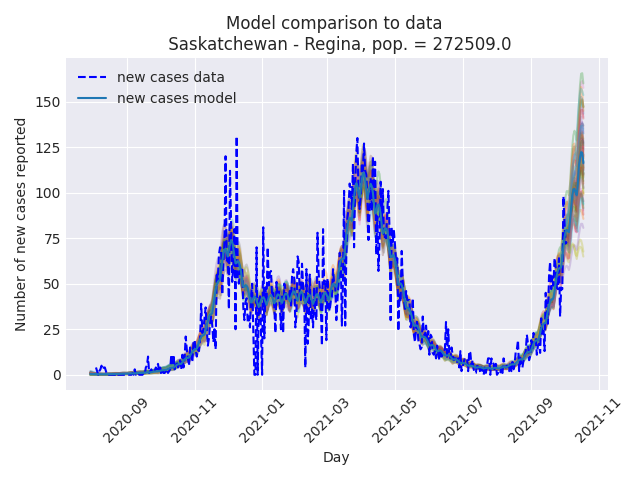 Model comparison to data
Saskatchewan - Regina, pop. = 272509.0
new cases data
new cases model
Number of new cases reported
150
125
100
75
50
25
0
2020-09
2020-11
2021-01
2021-03
2021-05
2021-07
2021-09
2021-11
Day